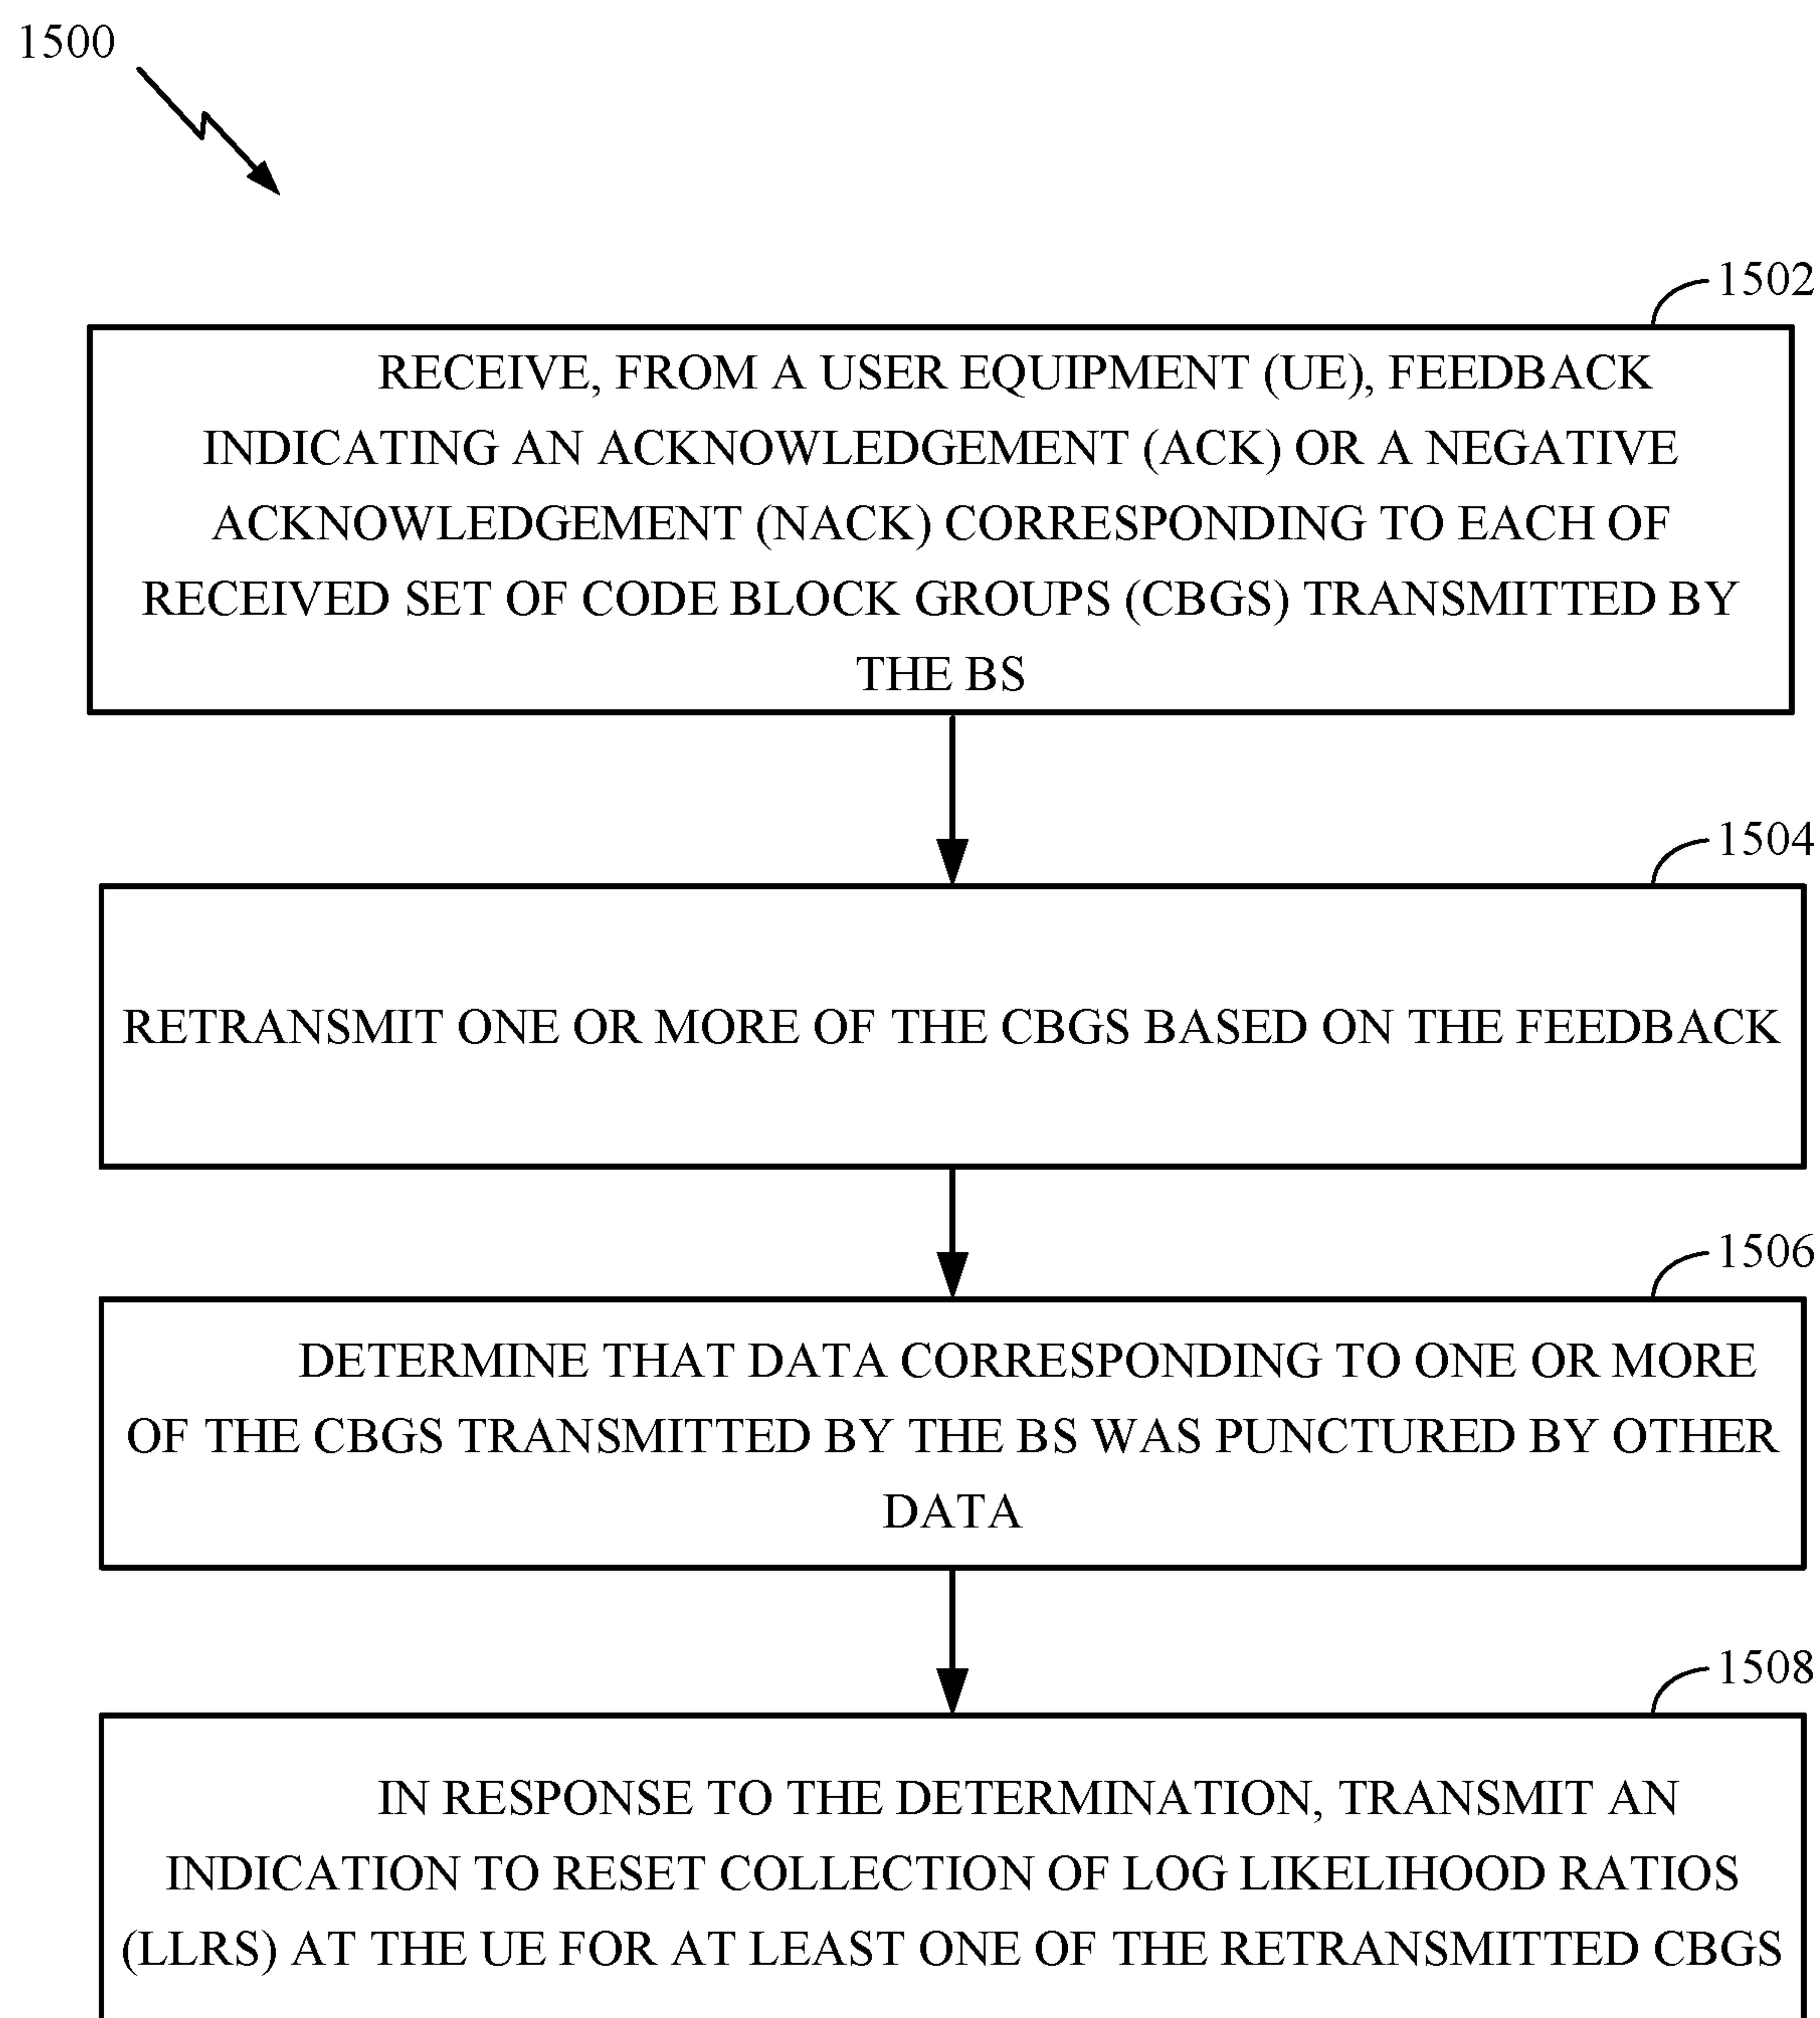 1500
1502
RECEIVE, FROM A USER EQUIPMENT (UE), FEEDBACK
INDICATING AN ACKNOWLEDGEMENT (ACK) OR A NEGATIVE
ACKNOWLEDGEMENT (NACK) CORRESPONDING TO EACH OF
RECEIVED SET OF CODE BLOCK GROUPS (CBGS) TRANSMITTED BY
THE BS
1504
RETRANSMIT ONE OR MORE OF THE CBGS BASED ON THE FEEDBACK
1506
DETERMINE THAT DATA CORRESPONDING TO ONE OR MORE
OF THE CBGS TRANSMITTED BY THE BS WAS PUNCTURED BY OTHER
DATA
1508
IN RESPONSE TO THE DETERMINATION, TRANSMIT AN
INDICATION TO RESET COLLECTION OF LOG LIKELIHOOD RATIOS
(LLRS) AT THE UE FOR AT LEAST ONE OF THE RETRANSMITTED CBGS